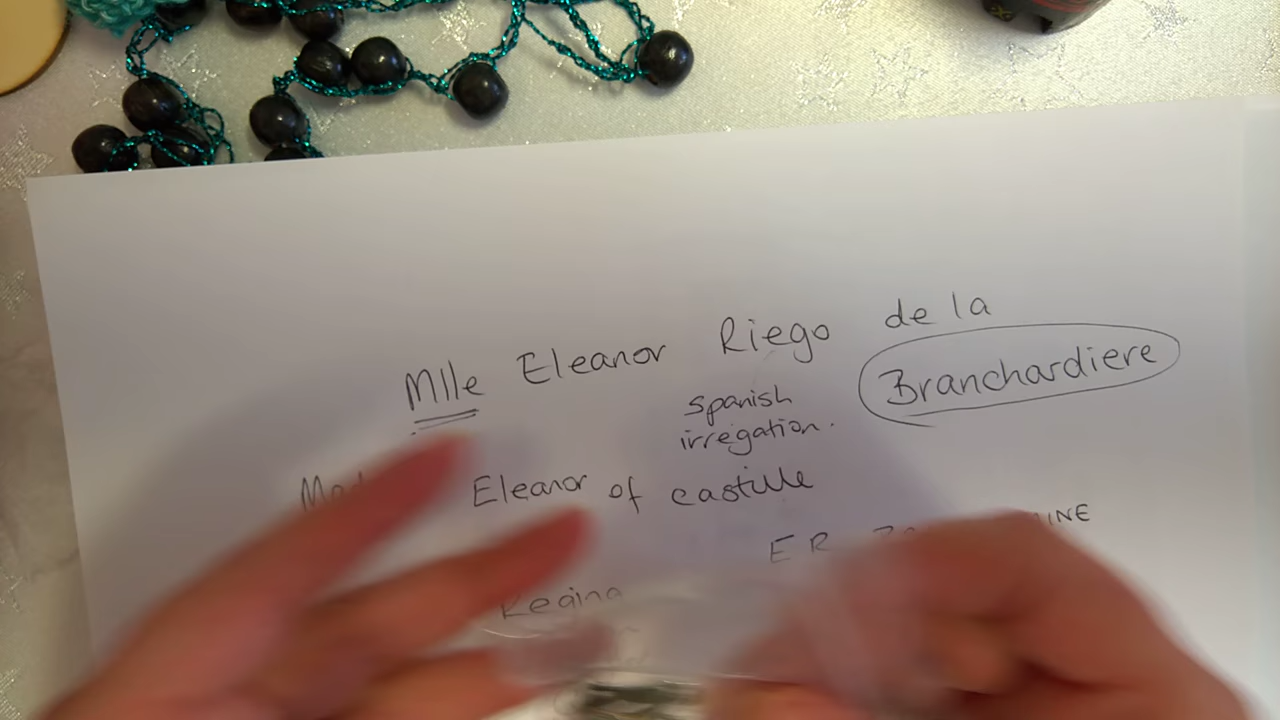 Mlle Eleanor Riego de la
Branchardiere
Spanish
irregation.
Eleanor of castille
E R
Regina